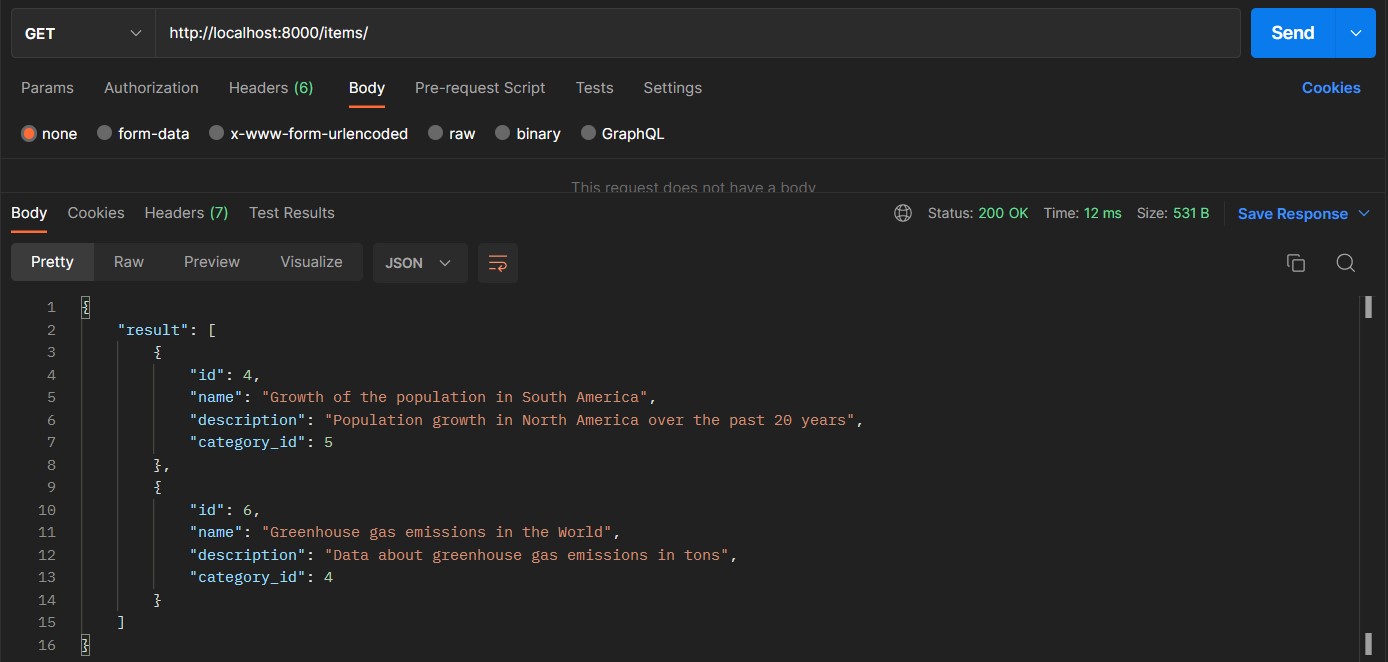 GET http://localhost:8000/items/ Send
Params Authorization Headers (6) Body Pre-request Script Tests Settings Cookies
none form-data x-www-form-urlencoded raw binary GraphQL
This request does not have a body
Body Cookies Headers (7) Test Results Status: 200 OK Time: 12 ms Size: 531 B Save Response
Pretty Raw Preview Visualize JSON
1 {
2 "result": [
3 {
4 "id": 4,
5 "name": "Growth of the population in South America",
6 "description": "Population growth in North America over the past 20 years",
7 "category_id": 5
8 },
9 {
10 "id": 6,
11 "name": "Greenhouse gas emissions in the World",
12 "description": "Data about greenhouse gas emissions in tons",
13 "category_id": 4
14 }
15 ]
16 }